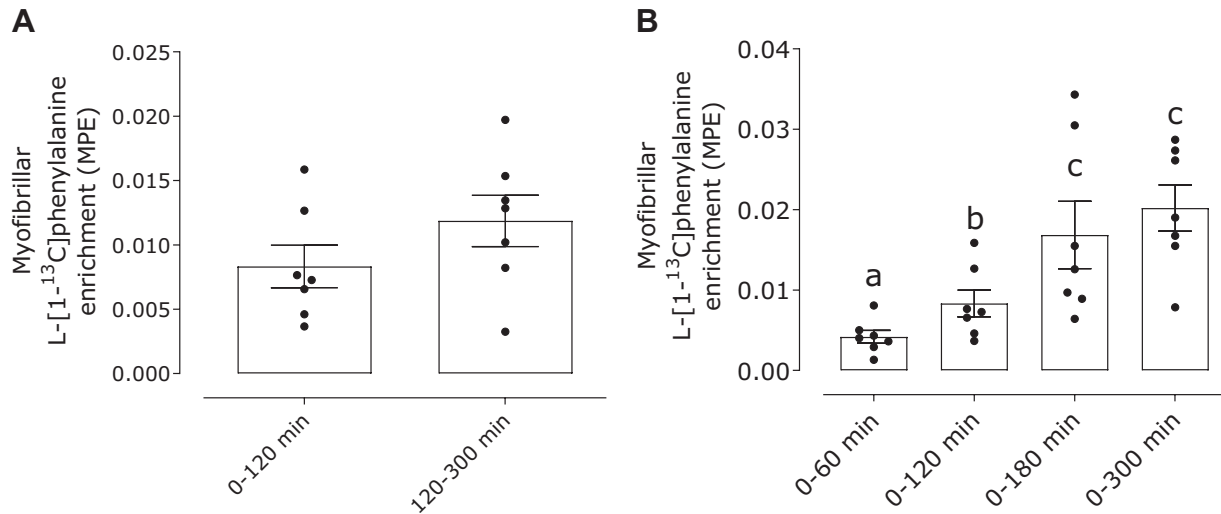 A
Myofibrillar
L-[1-¹³C]phenylalanine
enrichment (MPE)
0.025
0.020
0.015
0.010
0.005
0.000
0-120 min
120-300 min
B
Myofibrillar
L-[1-¹³C]phenylalanine
enrichment (MPE)
0.04
0.03
0.02
0.01
0.00
a
b
c
c
0-60 min
0-120 min
0-180 min
0-300 min